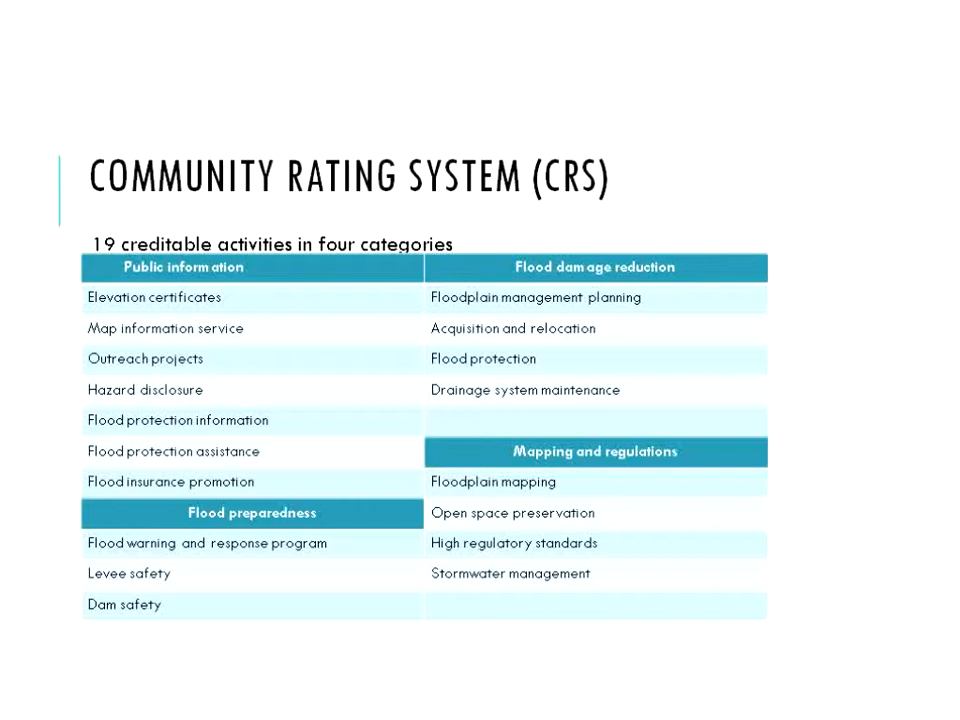 COMMUNITY RATING SYSTEM (CRS)
19 creditable activities in four categories
Public information
Flood damage reduction
Elevation certificates
Floodplain management planning
Map information service
Acquisition and relocation
Outreach projects
Flood protection
Hazard disclosure
Drainage system maintenance
Flood protection information
Flood protection assistance
Mapping and regulations
Flood insurance promotion
Floodplain mapping
Flood preparedness
Open space preservation
Flood warning and response program
High regulatory standards
Levee safety
Stormwater management
Dam safety